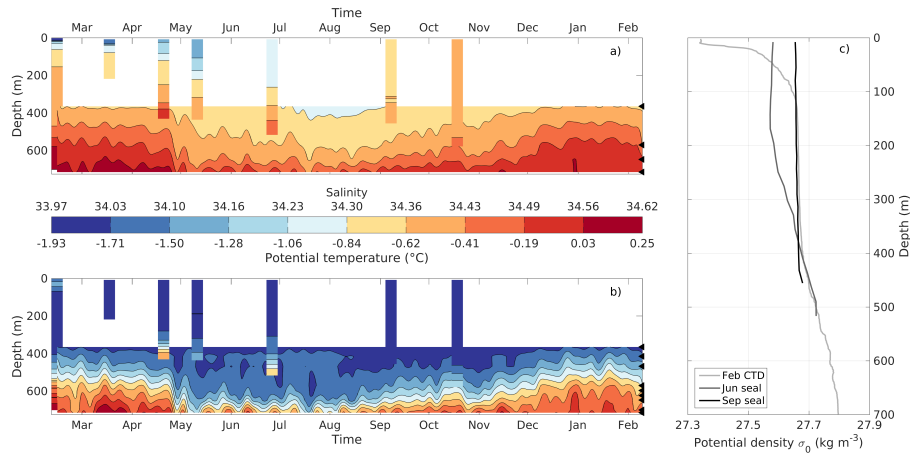 Time
Mar Apr May Jun Jul Aug Sep Oct Nov Dec Jan Feb
0
200
400
600
Depth (m)
a)
Salinity
33.97 34.03 34.10 34.16 34.23 34.30 34.36 34.43 34.49 34.56 34.62
-1.93 -1.71 -1.50 -1.28 -1.06 -0.84 -0.62 -0.41 -0.19 0.03 0.25
Potential temperature (°C)
0
200
400
600
Depth (m)
b)
Mar Apr May Jun Jul Aug Sep Oct Nov Dec Jan Feb
Time
c)
0
100
200
300
400
500
600
700
Depth (m)
Feb CTD
Jun seal
Sep seal
27.3 27.5 27.7 27.9
Potential density σ0 (kg m-3)